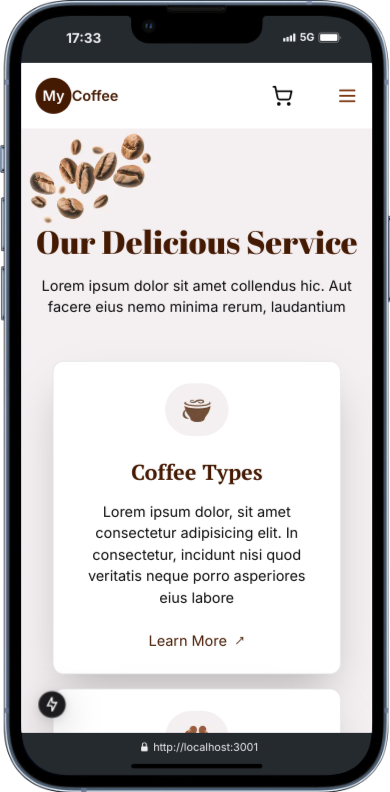 17:33
5G
My Coffee
Our Delicious Service
Lorem ipsum dolor sit amet collendus hic. Aut
facere eius nemo minima rerum, laudantium
Coffee Types
Lorem ipsum dolor, sit amet
consectetur adipisicing elit. In
consectetur, incidunt nisi quod
veritatis neque porro asperiores
eius labore
Learn More ↗
http://localhost:3001